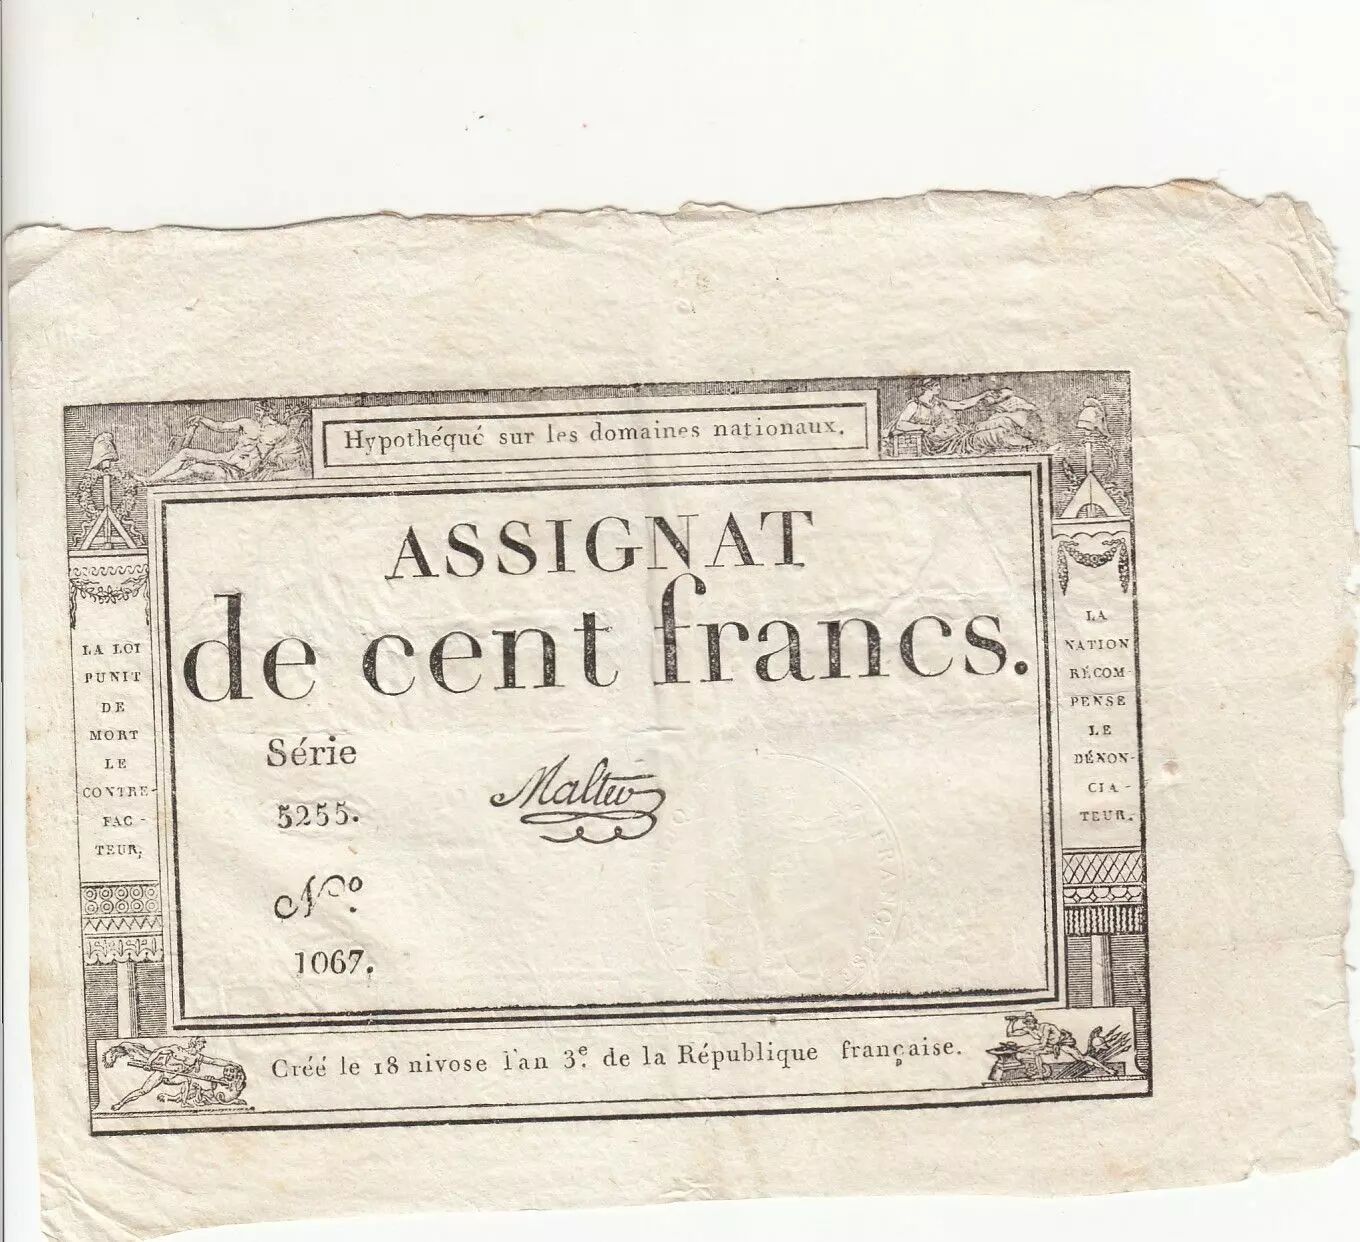 Hypothéqué sur les domaines nationaux.
ASSIGNAT
de cent francs.
Série
5255.
N.º
1067.
LA LOI
PUNIT
DE
MORT
LE
CONTRE-
FAC-
TEUR,
LA
NATION
RÉCOM-
PENSE
LE
DÉNON-
CIA-
TEUR.
Créé le 18 nivose l'an 3e. de la République française.